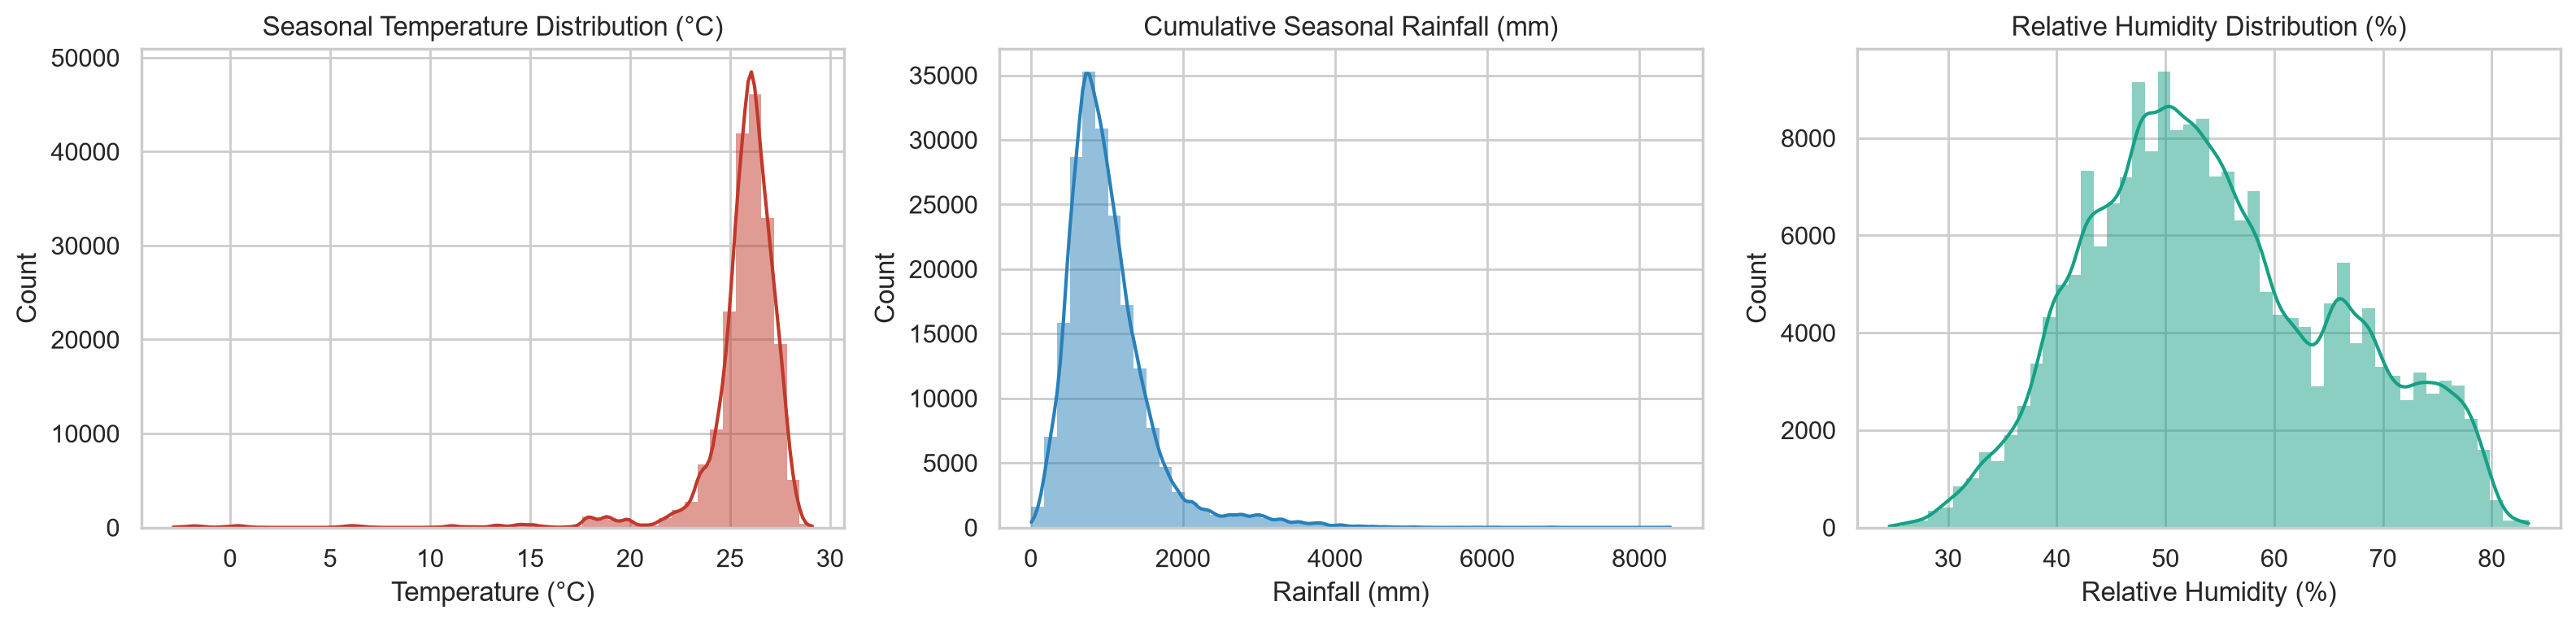 Seasonal Temperature Distribution (°C)
50000
40000
30000
20000
10000
0
Count
0 5 10 15 20 25 30
Temperature (°C)
Cumulative Seasonal Rainfall (mm)
35000
30000
25000
20000
15000
10000
5000
0
Count
0 2000 4000 6000 8000
Rainfall (mm)
Relative Humidity Distribution (%)
8000
6000
4000
2000
0
Count
30 40 50 60 70 80
Relative Humidity (%)